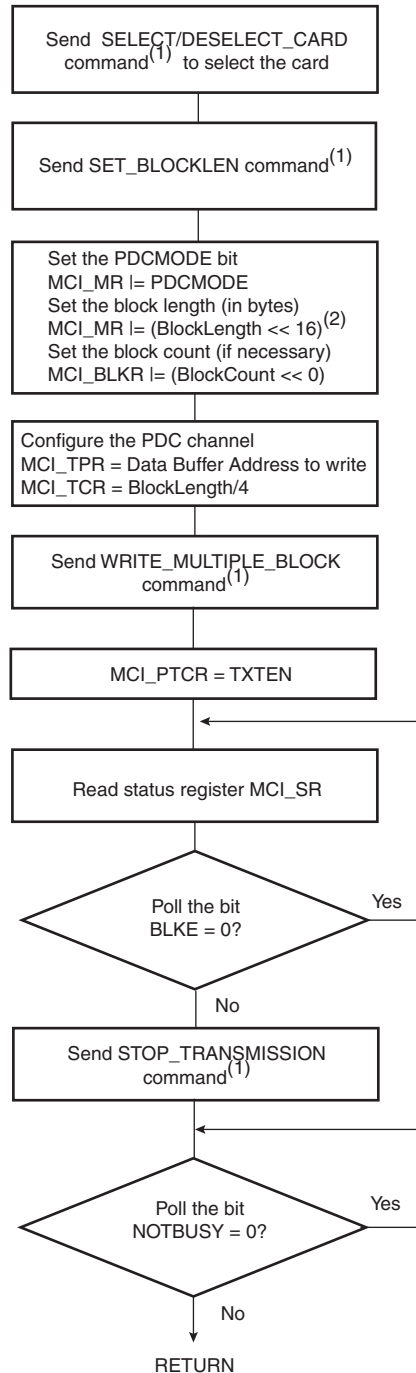 Send SELECT/DESELECT_CARD
command(1) to select the card
Send SET_BLOCKLEN command(1)
Set the PDCMODE bit
MCI_MR |= PDCMODE
Set the block length (in bytes)
MCI_MR |= (BlockLength << 16)(2)
Set the block count (if necessary)
MCI_BLKR |= (BlockCount << 0)
Configure the PDC channel
MCI_TPR = Data Buffer Address to write
MCI_TCR = BlockLength/4
Send WRITE_MULTIPLE_BLOCK
command(1)
MCI_PTCR = TXTEN
Read status register MCI_SR
Poll the bit
BLKE = 0?
Yes
No
Send STOP_TRANSMISSION
command(1)
Poll the bit
NOTBUSY = 0?
Yes
No
RETURN